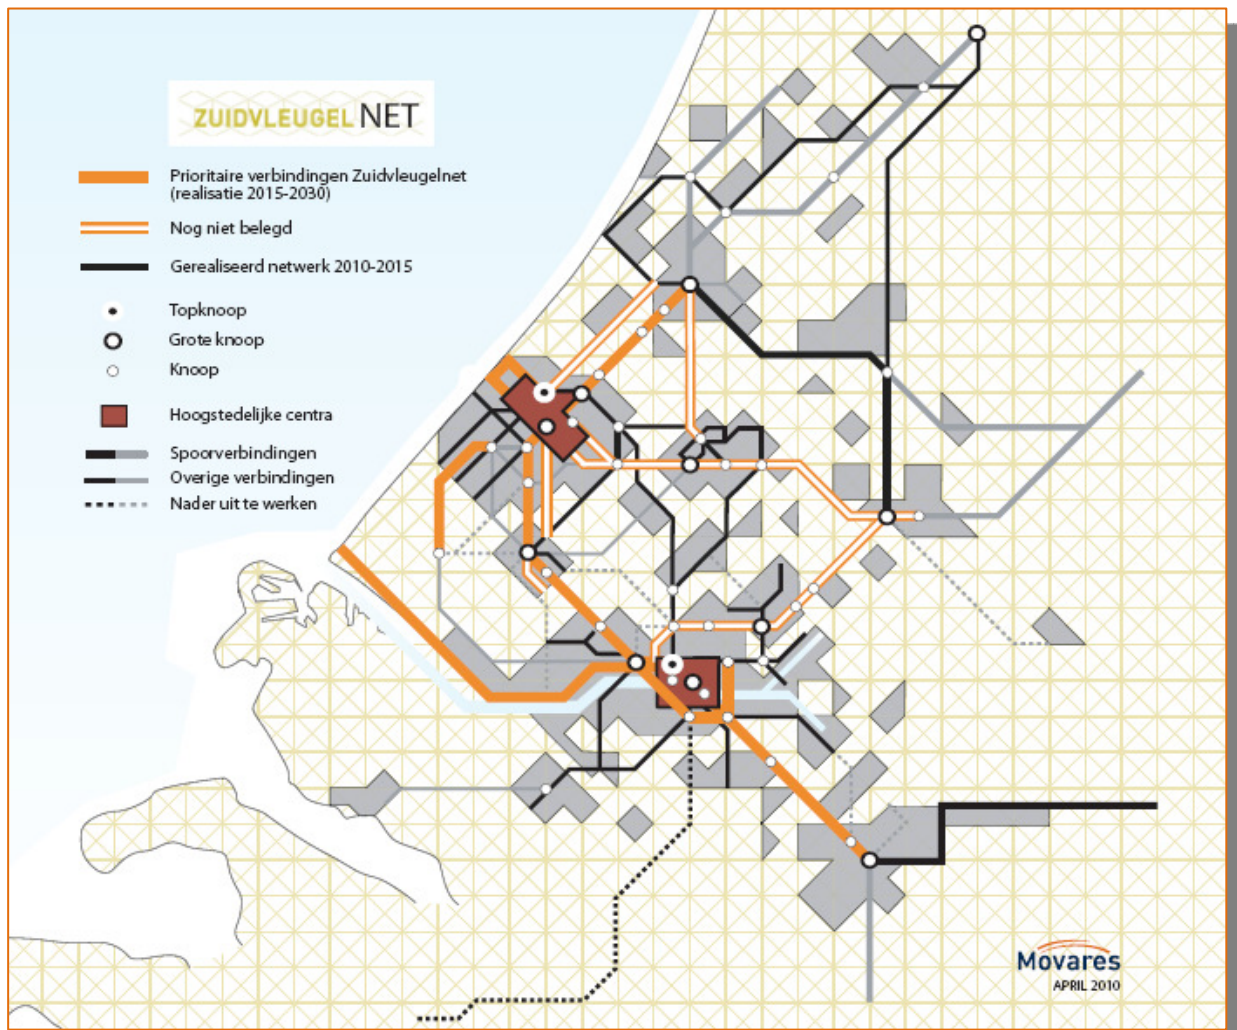 ZUIDVLEUGEL NET
Prioritaire verbindingen Zuidvleugelnet
(realisatie 2015-2030)
Nog niet belegd
Gerealiseerd netwerk 2010-2015
Topknoop
Grote knoop
Knoop
Hoogstedelijke centra
Spoorverbindingen
Overige verbindingen
Nader uit te werken
Movares
APRIL 2010